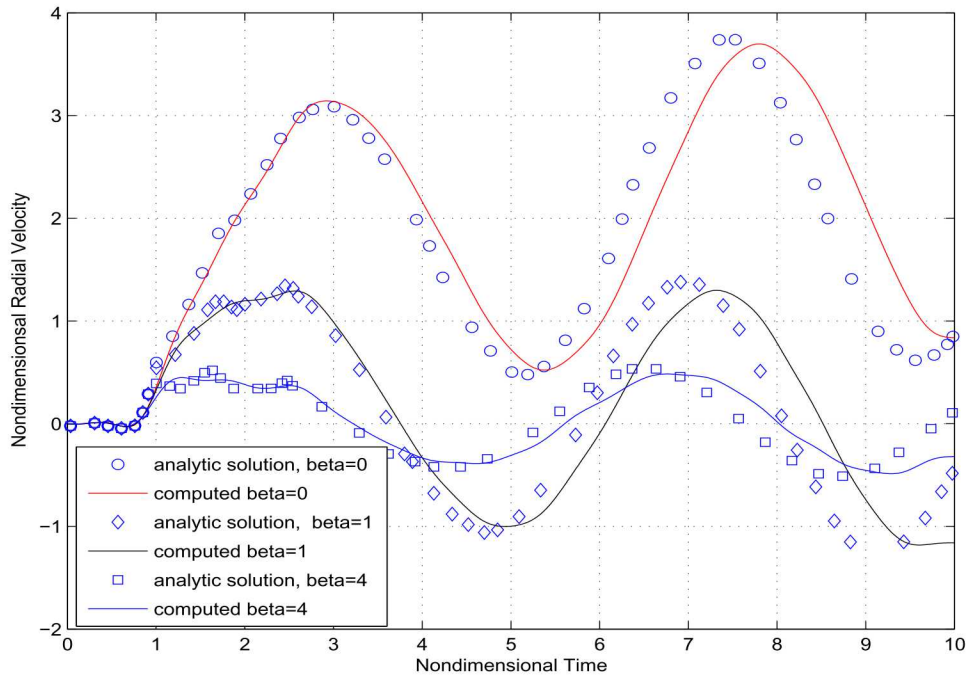 4
3
2
1
0
−1
−2
Nondimensionsal Radial Velocity
analytic solution, beta=0
computed beta=0
analytic solution, beta=1
computed beta=1
analytic solution, beta=4
computed beta=4
0 1 2 3 4 5 6 7 8 9 10
Nondimensional Time